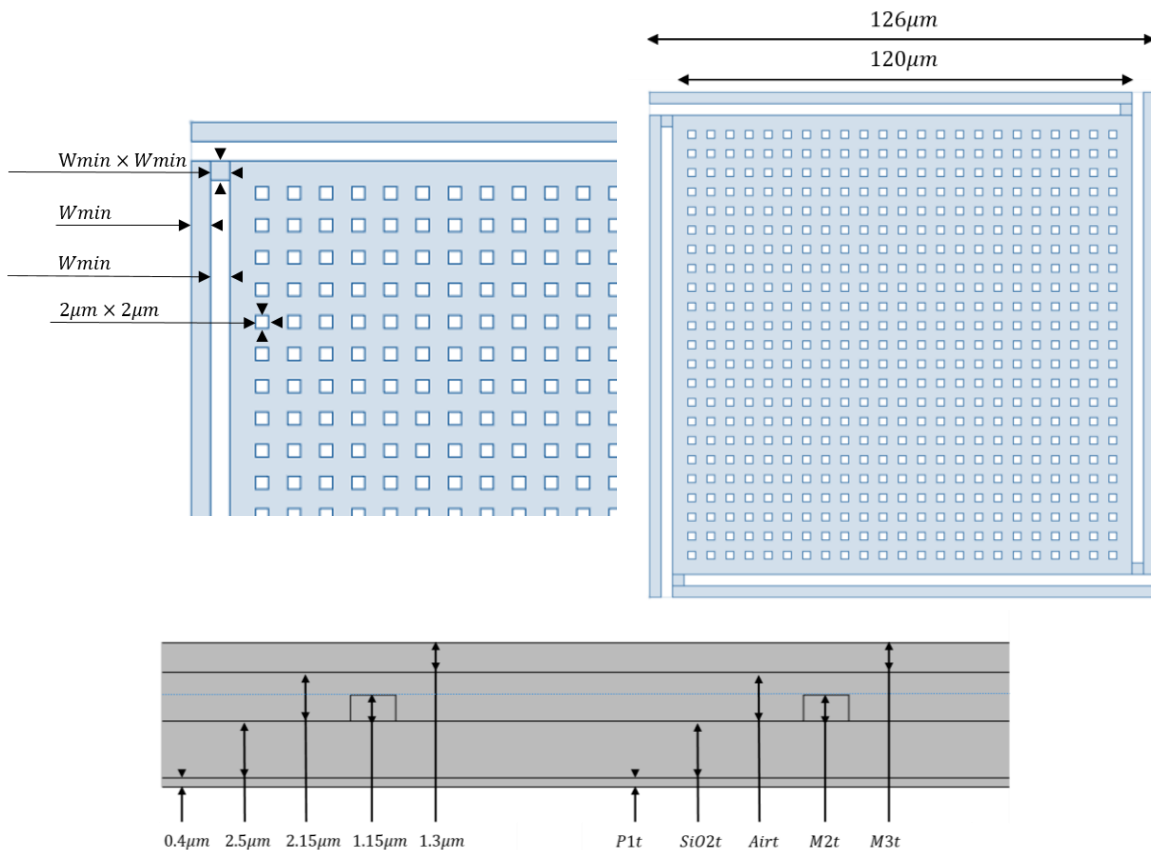 126μm
120μm
Wmin × Wmin
Wmin
Wmin
2μm × 2μm
0.4μm 2.5μm 2.15μm 1.15μm 1.3μm P1t SiO2t Airt M2t M3t